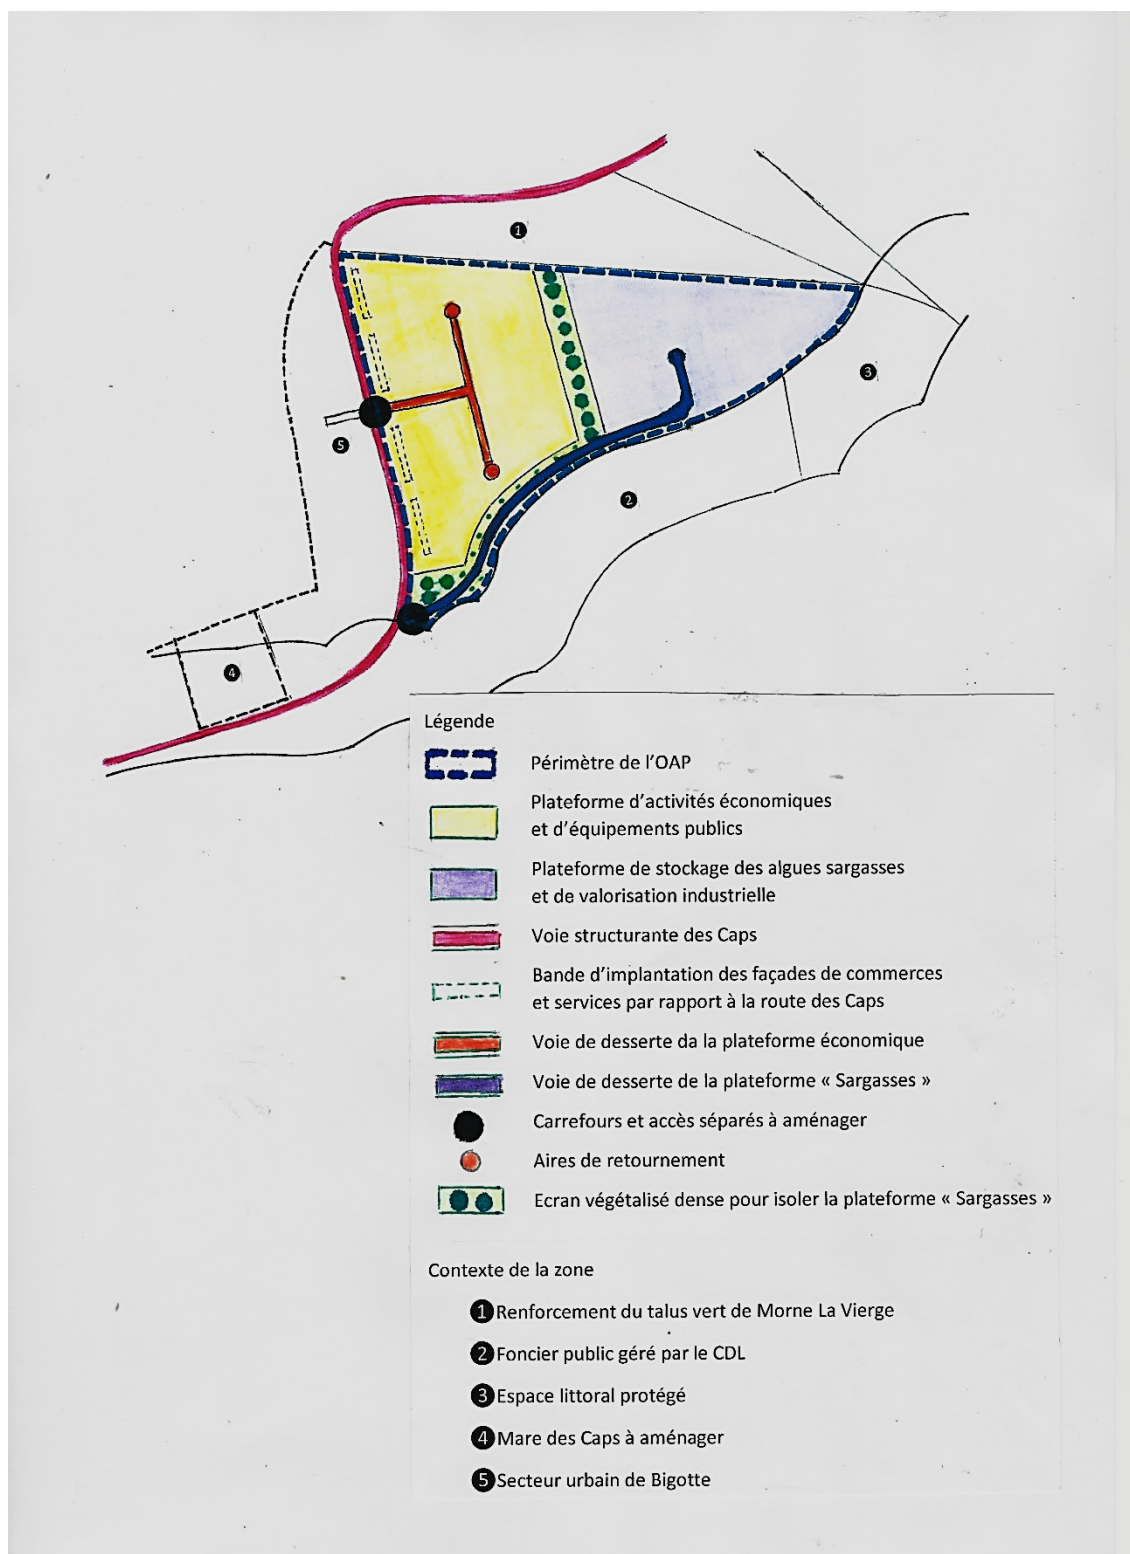 1
3
5
2
4
Légende
Périmètre de l'OAP
Plateforme d'activités économiques
et d'équipements publics
Plateforme de stockage des algues sargasses
et de valorisation industrielle
Voie structurante des Caps
Bande d'implantation des façades de commerces
et services par rapport à la route des Caps
Voie de desserte da la plateforme économique
Voie de desserte de la plateforme « Sargasses »
Carrefours et accès séparés à aménager
Aires de retournement
Ecran végétalisé dense pour isoler la plateforme « Sargasses »
Contexte de la zone
1 Renforcement du talus vert de Morne La Vierge
2 Foncier public géré par le CDL
3 Espace littoral protégé
4 Mare des Caps à aménager
5 Secteur urbain de Bigotte